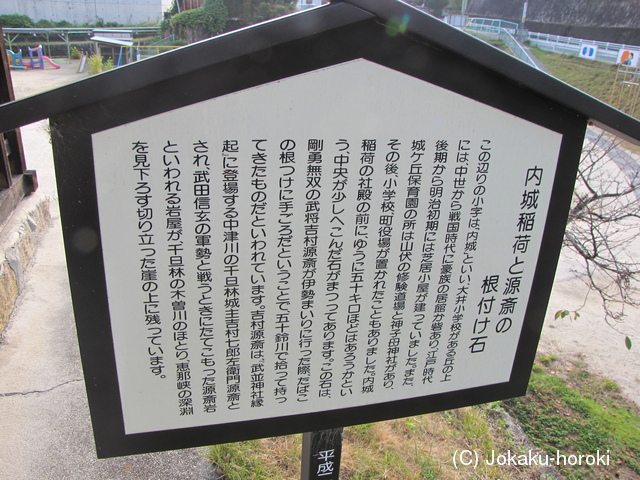 内城稲荷と源斎の
根付け石
この辺りの小字は、内城といい、大井小学校がある丘の上
には、中世から戦国時代に豪族の居館か砦あり、江戸時代
後期から明治初期には芝居小屋が建っていました。また、
城ケ丘保育園の所は山伏の修験道場と神子田神社があり、
その後、小学校、町役場が置かれたこともありました。内城
稲荷の社殿の前に、ゆうに五十キロほどはあろうかとい
う、中央が少しへこんだ石がまつってあります。この石は、
剛勇無双の武将吉村源斎が伊勢まいりに行った際、たばこ
の根つけに手ごろだということで、五十鈴川で拾って持っ
てきたものだといわれています。吉村源斎は、「武並神社縁
起」に登場する中津川の千旦林城主吉村七郎左衛門源斎と
され、武田信玄の軍勢と戦うときにたてこもった源斎岩
といわれる岩屋が、千旦林の木曽川のほとり、恵那峡の深淵
を見下ろす切り立った崖の上に残っています。
平成
(C) Jokaku-horoki